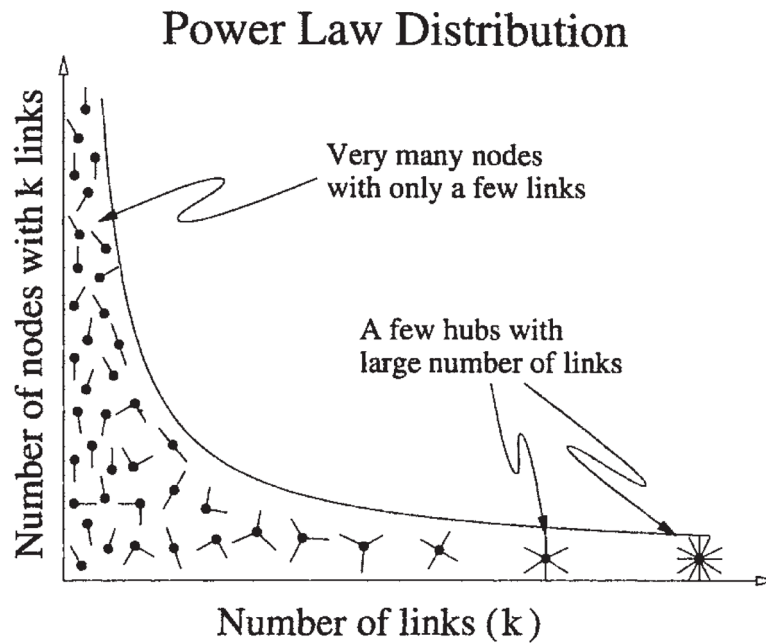 Power Law Distribution
Number of nodes with k links
Very many nodes
with only a few links
A few hubs with
large number of links
Number of links (k)